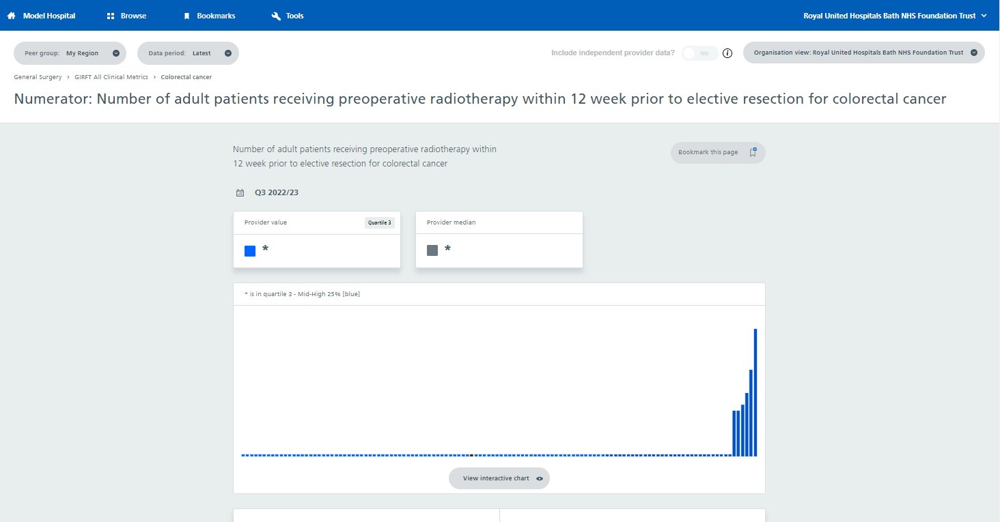 Model Hospital
Browse
Bookmarks
Tools
Royal United Hospitals Bath NHS Foundation Trust
Peer group: My Region
Data period: Latest
Include independent provider data?
No
i
Organisation view: Royal United Hospitals Bath NHS Foundation Trust
General Surgery › GIRFT All Clinical Metrics › Colorectal cancer
Numerator: Number of adult patients receiving preoperative radiotherapy within 12 week prior to elective resection for colorectal cancer
Number of adult patients receiving preoperative radiotherapy within
12 week prior to elective resection for colorectal cancer
Bookmark this page
Q3 2022/23
Provider value
Quartile 3
*
Provider median
*
* is in quartile 3 - Mid-High 25% [blue]
View interactive chart